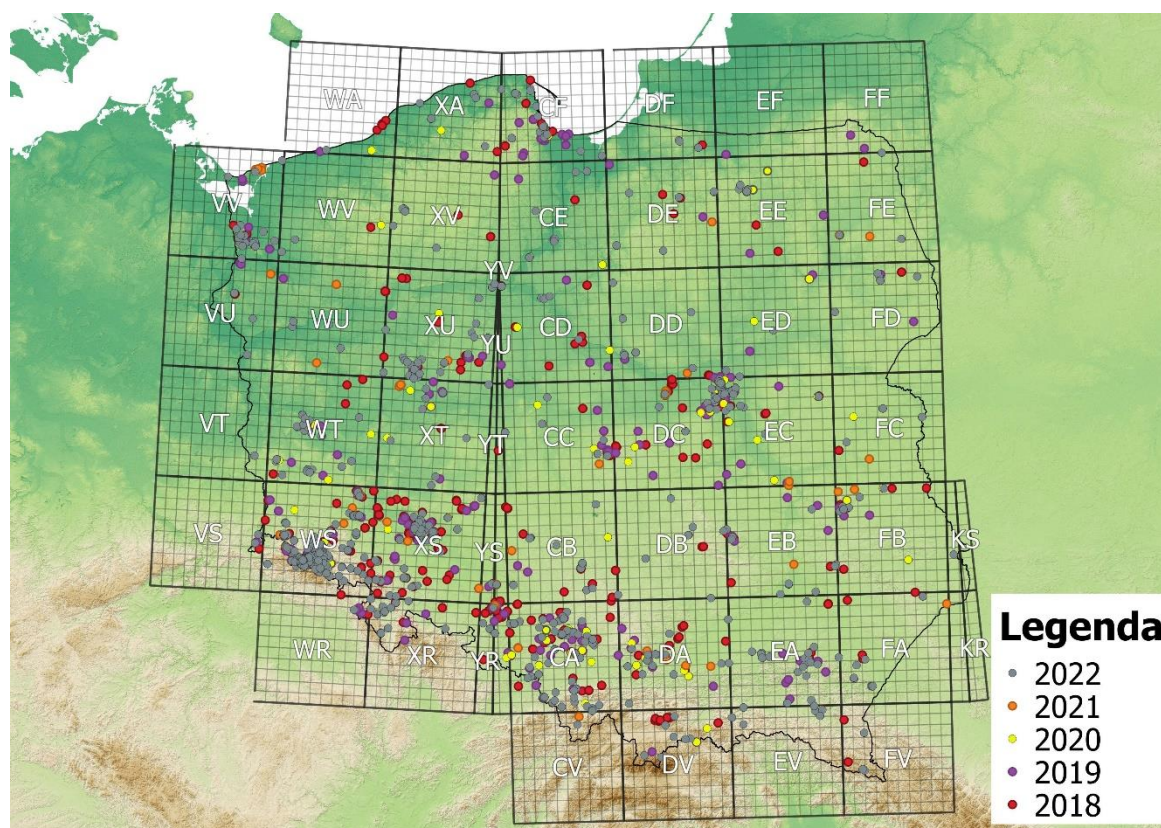 WA XA CF DF EF FF
VV WV XV CE DE EE FE
YV
VU WU XU YU CD DD ED FD
VT WT XT YT CC DC EC FC
VS WS XS YS CB DB EB FB KS
WR XR YR CA DA EA FA KR
CV DV EV FV
Legenda
2022
2021
2020
2019
2018